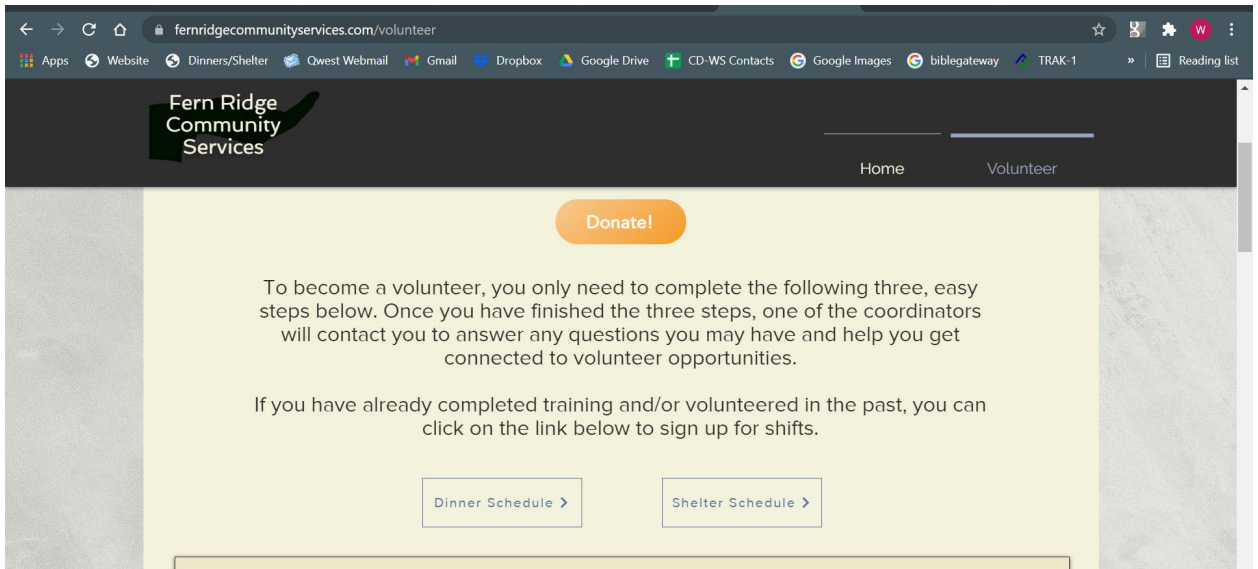 fernridgecommunityservices.com/volunteer
W
Apps Website Dinners/Shelter Qwest Webmail Gmail Dropbox Google Drive CD-WS Contacts Google Images biblegateway TRAK-1 » Reading list
Fern Ridge
Community
Services
Home Volunteer
Donate!
To become a volunteer, you only need to complete the following three, easy
steps below. Once you have finished the three steps, one of the coordinators
will contact you to answer any questions you may have and help you get
connected to volunteer opportunities.
If you have already completed training and/or volunteered in the past, you can
click on the link below to sign up for shifts.
Dinner Schedule > Shelter Schedule >